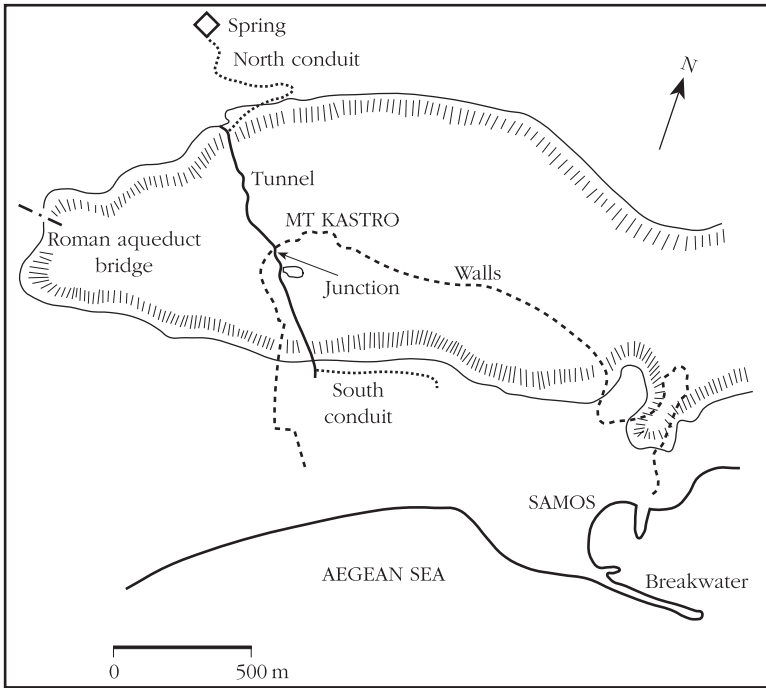 Spring
North conduit
N
Tunnel
MT KASTRO
Roman aqueduct
bridge
Walls
Junction
South
conduit
SAMOS
AEGEAN SEA
Breakwater
0 500 m